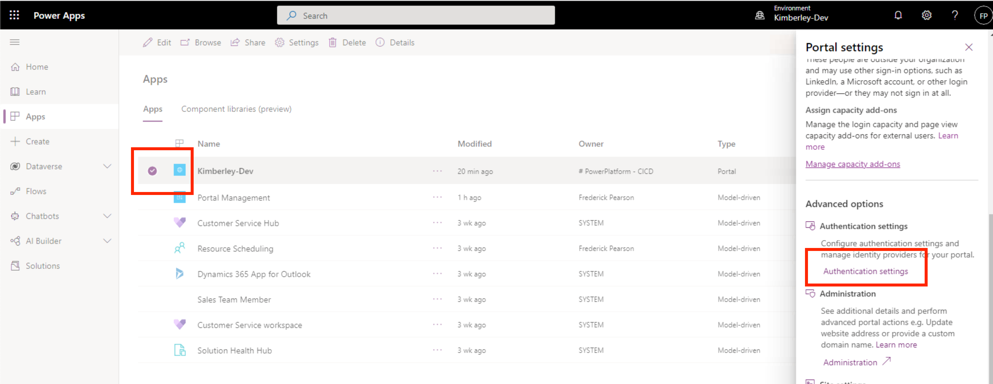 Power Apps
Search
Environment
Kimberley-Dev
?
FP
Edit
Browse
Share
Settings
Delete
Details
Home
Learn
Apps
Create
Dataverse
Flows
Chatbots
AI Builder
Solutions
Apps
Apps
Component libraries (preview)
Name Modified Owner Type
Kimberley-Dev ... 20 min ago # PowerPlatform - CICD Portal
Portal Management ... 1 h ago Frederick Pearson Model-driven
Customer Service Hub ... 3 wk ago SYSTEM Model-driven
Resource Scheduling ... 3 wk ago Frederick Pearson Model-driven
Dynamics 365 App for Outlook ... 3 wk ago SYSTEM Model-driven
Sales Team Member ... 3 wk ago SYSTEM Model-driven
Customer Service workspace ... 3 wk ago SYSTEM Model-driven
Solution Health Hub ... 3 wk ago SYSTEM Model-driven
Portal settings
These people are outside your organization
and may use other sign-in options, such as
LinkedIn, a Microsoft account, or other login
provider—or they may not sign in at all.
Assign capacity add-ons
Manage the login capacity and page view
capacity add-ons for external users. Learn
more
Manage capacity add-ons
Advanced options
Authentication settings
Configure authentication settings and
manage identity providers for your portal.
Authentication settings
Administration
See additional details and perform
advanced portal actions e.g. Update
website address or provide a custom
domain name. Learn more
Administration